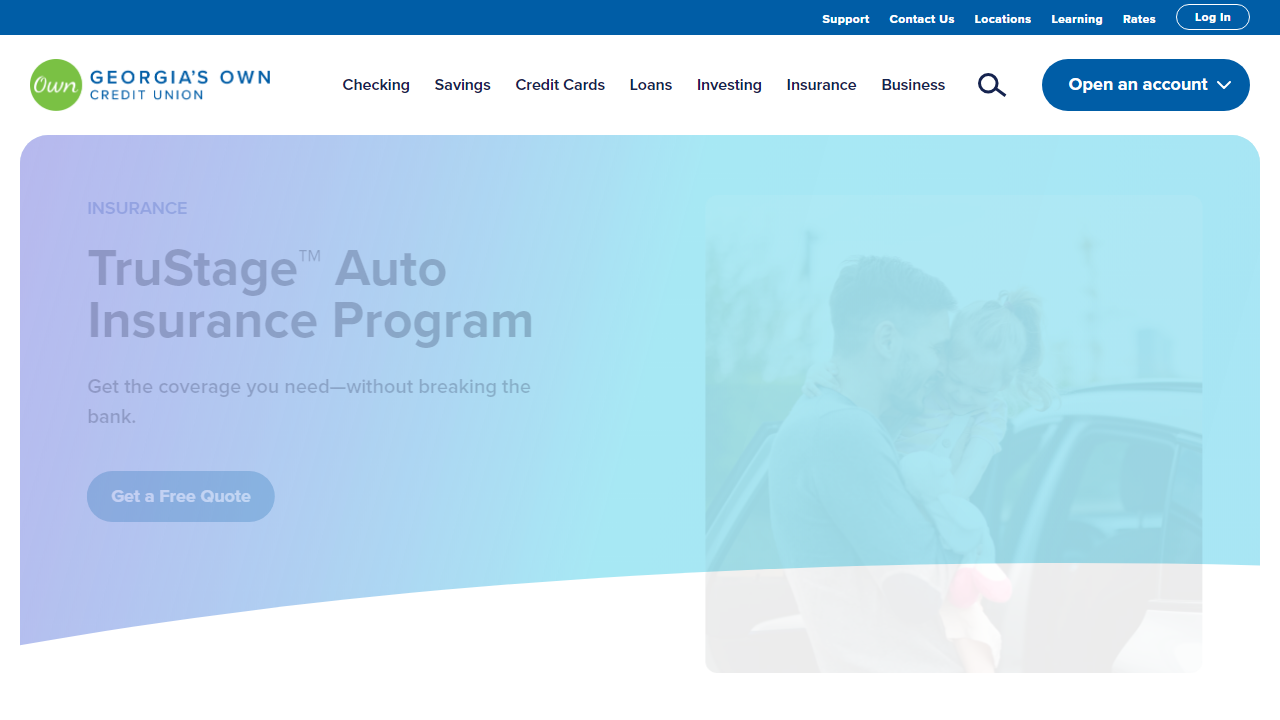 Support Contact Us Locations Learning Rates Log In
Own GEORGIA'S OWN
CREDIT UNION
Checking Savings Credit Cards Loans Investing Insurance Business Open an account
INSURANCE
TruStage™ Auto
Insurance Program
Get the coverage you need—without breaking the
bank.
Get a Free Quote